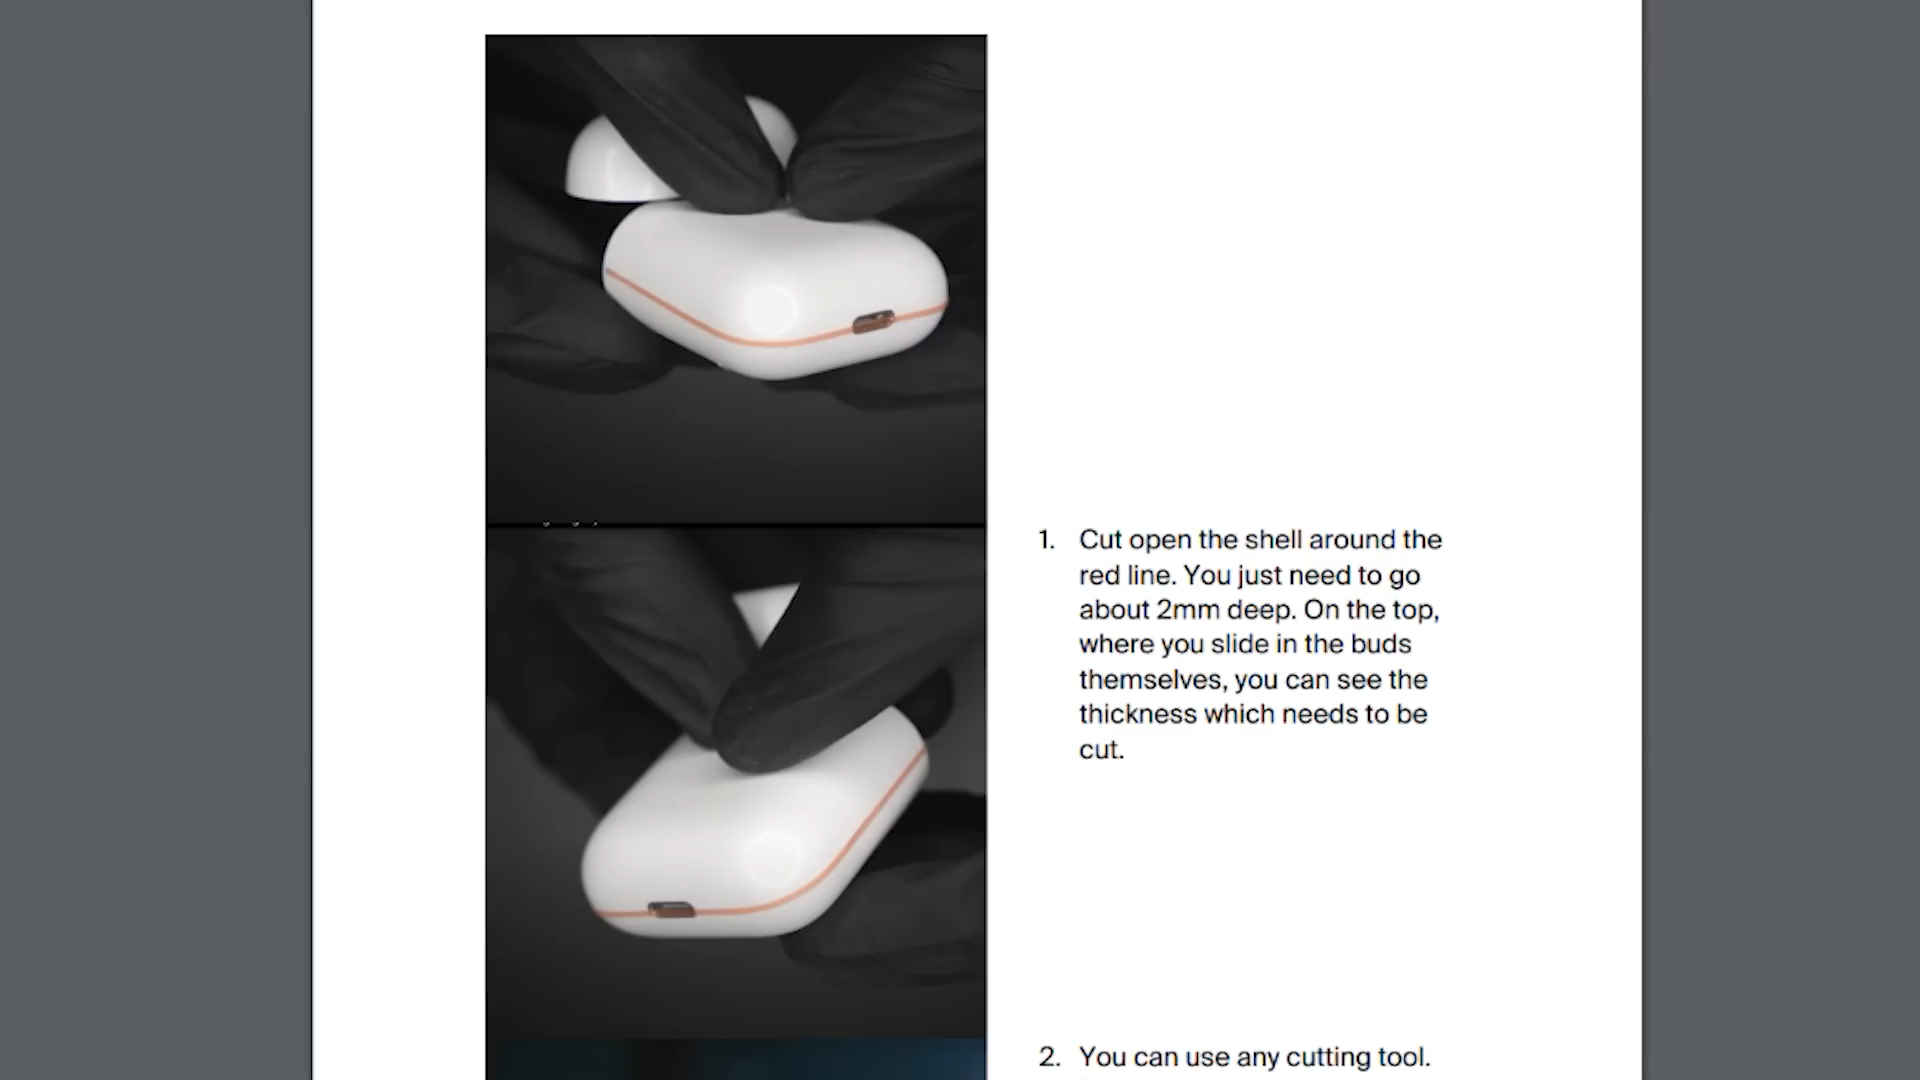 1. Cut open the shell around the
red line. You just need to go
about 2mm deep. On the top,
where you slide in the buds
themselves, you can see the
thickness which needs to be
cut.
2. You can use any cutting tool.